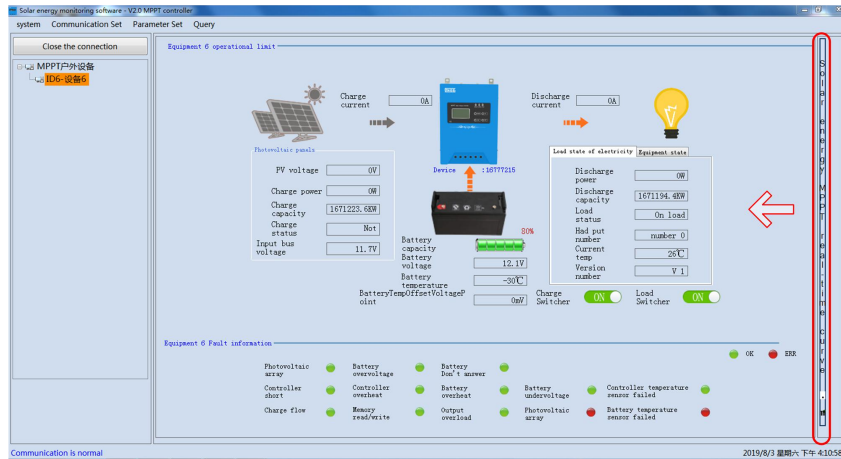 Solar energy monitoring software - V2.0 MPPT controller
system Communication Set Parameter Set Query
Close the connection
MPPT户外设备
ID6-设备6
Equipment 6 operational limit
Charge
current
0A
Discharge
current
0A
Photovoltaic panels
PV voltage 0V
Charge power 0W
Charge
capacity
1671223.6KW
Charge
status
Not
Input bus
voltage
11.7V
Device :16777215
80%
Battery
capacity
Battery
voltage
12.1V
Battery
temperature
-30℃
BatteryTempOffsetVoltageP
oint
0mV
Load state of electricity Equipment state
Discharge
power
0W
Discharge
capacity
1671194.4KW
Load
status
On load
Had put
number
number 0
Current
temp
26℃
Version
number
V 1
Charge
Switcher
ON
Load
Switcher
ON
Solar energy MPPT real-time curve
Equipment 6 Fault information
OK ERR
Photovoltaic
array
Battery
overvoltage
Battery
Don't answer
Controller
short
Controller
overheat
Battery
overheat
Battery
undervoltage
Controller temperature
sensor failed
Charge flow
Memory
read/write
Output
overload
Photovoltaic
array
Battery temperature
sensor failed
Communication is normal
2019/8/3 星期六 下午 4:10:58